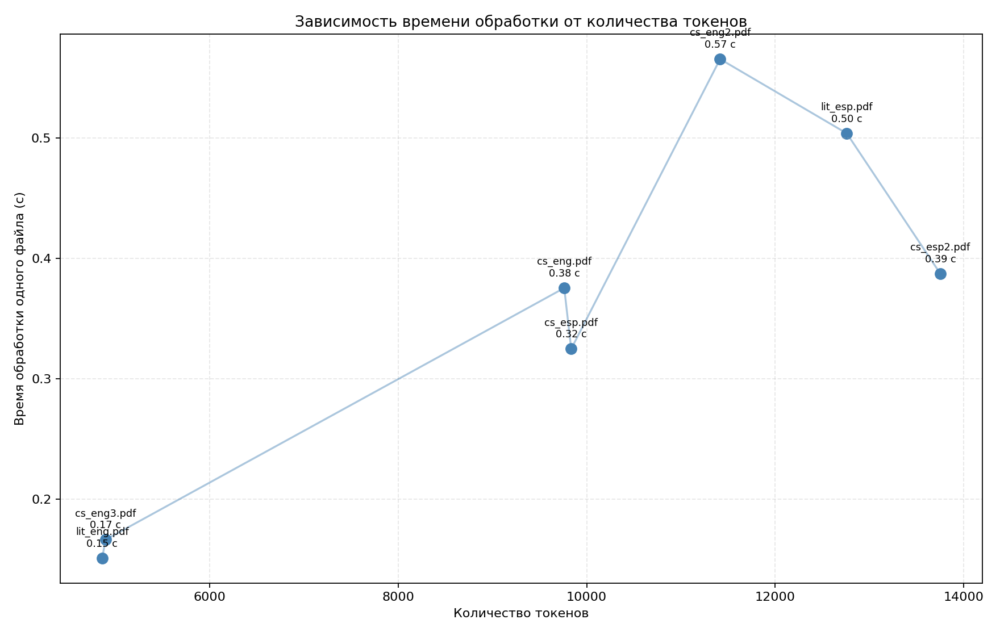 Зависимость времени обработки от количества токенов
cs_eng2.pdf
0.57 с
lit_esp.pdf
0.50 с
cs_esp2.pdf
0.39 с
cs_eng.pdf
0.38 с
cs_esp.pdf
0.32 с
cs_eng3.pdf
0.17 с
lit_eng.pdf
0.15 с
Время обработки одного файла (с)
0.5
0.4
0.3
0.2
6000
8000
10000
12000
14000
Количество токенов